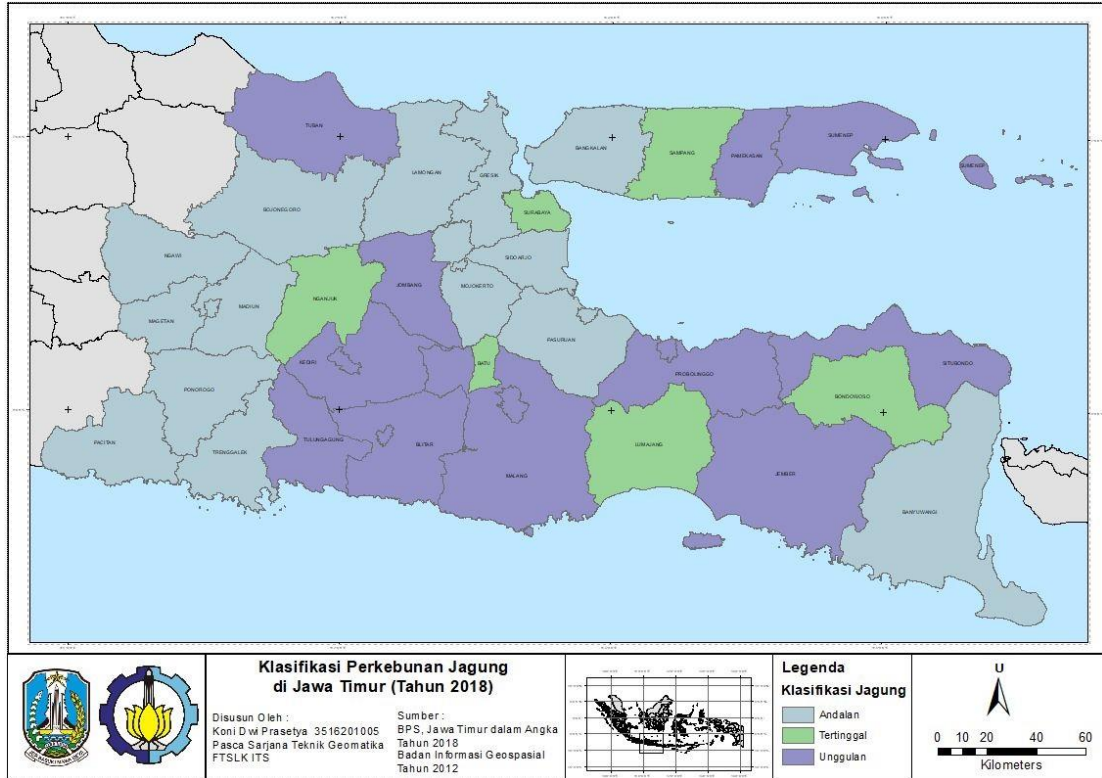 TUBAN
LAMONGAN
GRESIK
BANGKALAN
SAMPANG
PAMEKASAN
SUMENEP
SUMENEP
BOJONEGORO
SURABAYA
NGAWI
SIDOARJO
NGANJUK
JOMBANG
MOJOKERTO
MADIUN
MAGETAN
PASURUAN
KEDIRI
BATU
PROBOLINGGO
SITUBONDO
PONOROGO
BONDOWOSO
PACITAN
TRENGGALEK
TULUNGAGUNG
BLITAR
MALANG
LUMAJANG
JEMBER
BANYUWANGI
Klasifikasi Perkebunan Jagung
di Jawa Timur (Tahun 2018)
Disusun Oleh :
Koni Dwi Prasetya 3516201005
Pasca Sarjana Teknik Geomatika
FTSLK ITS
Sumber :
BPS, Jawa Timur dalam Angka
Tahun 2018
Badan Informasi Geospasial
Tahun 2012
Legenda
Klasifikasi Jagung
Andalan
Tertinggal
Unggulan
U
0 5 10 20 30 40 50 60
Kilometers